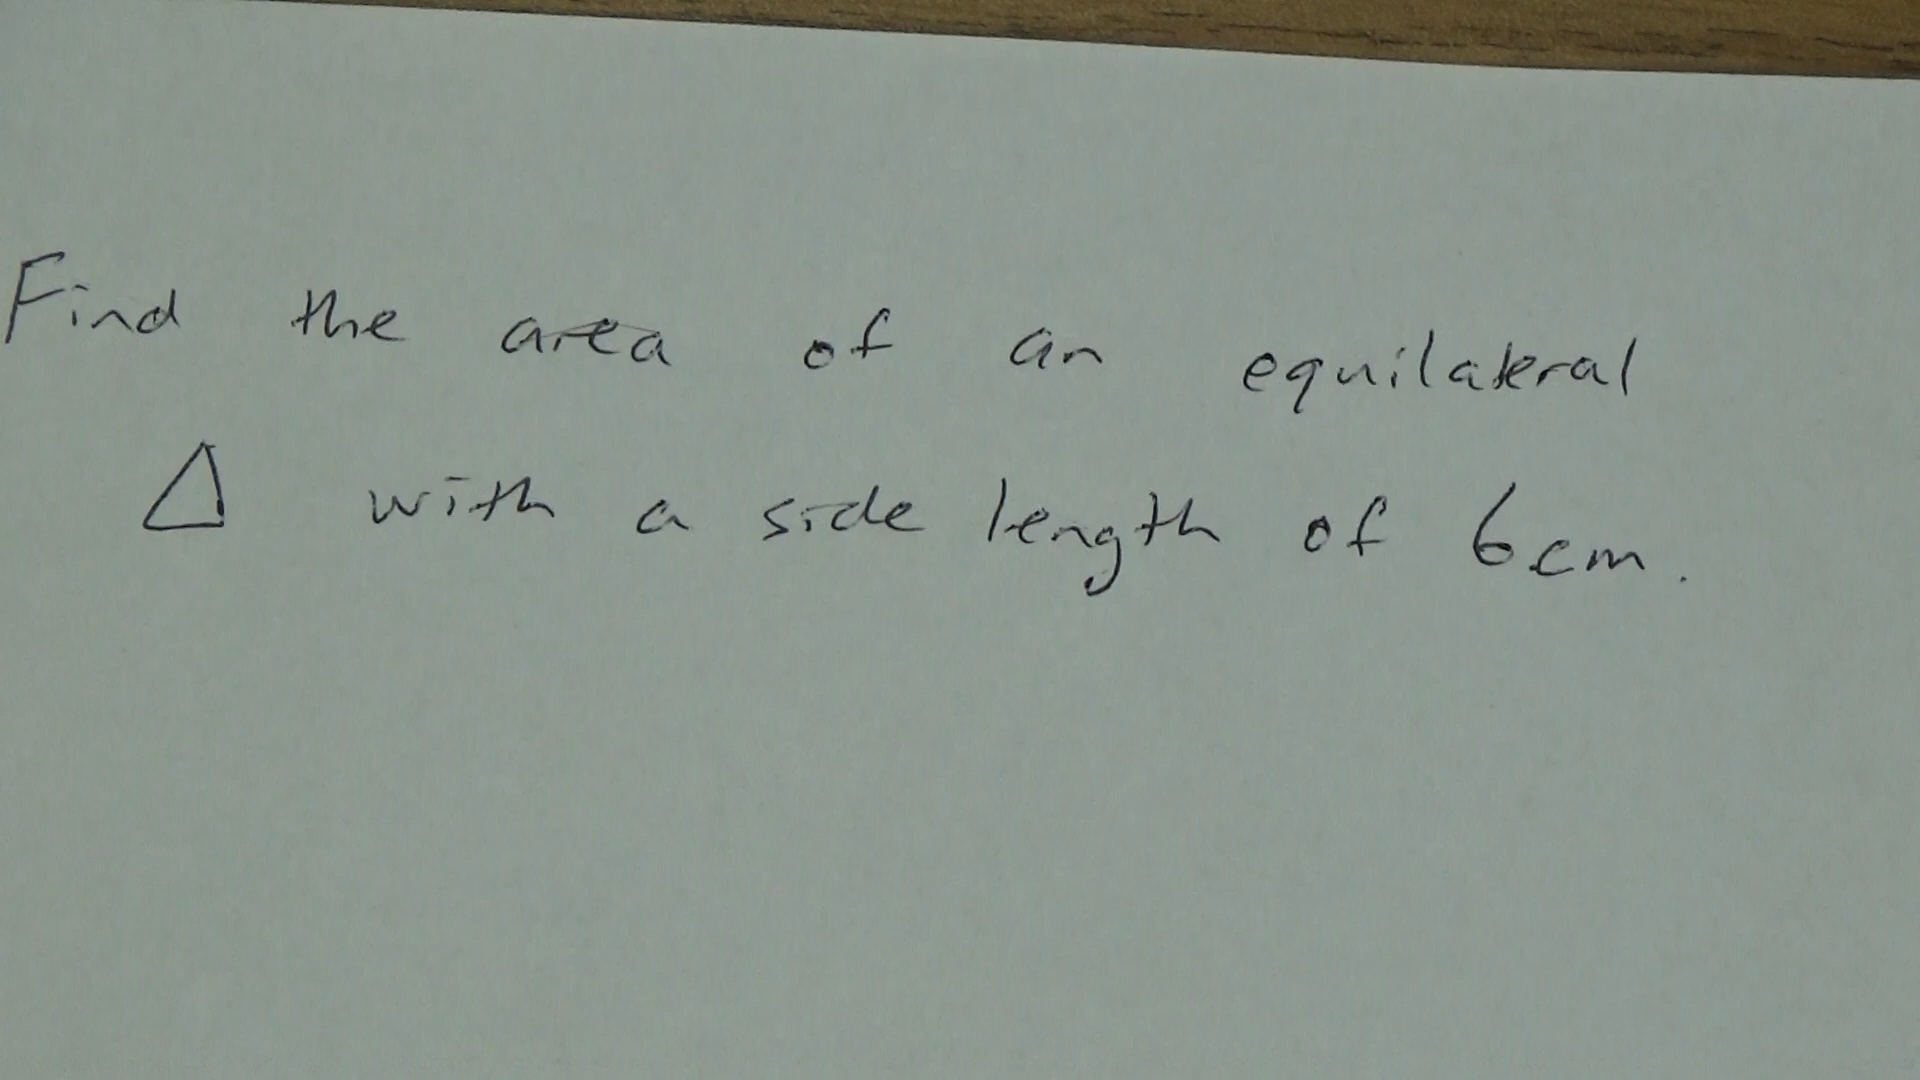 Find the area of an equilateral
△ with a side length of 6cm.